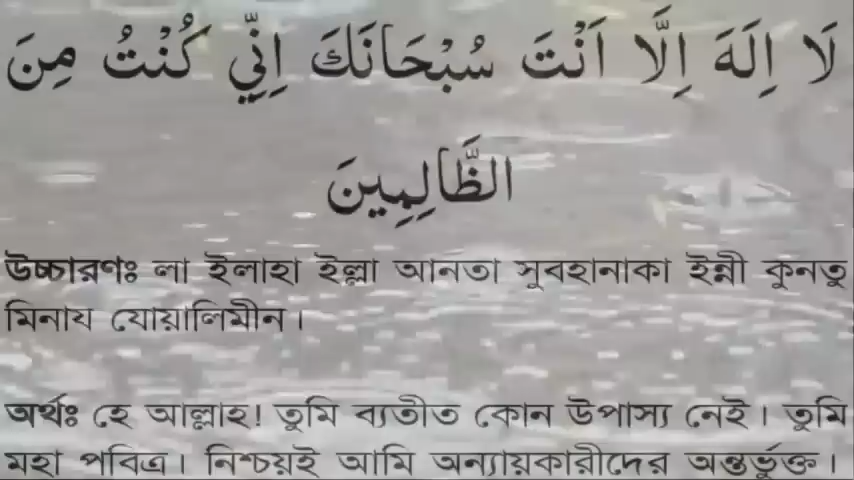 لَا اِلَهَ اِلَّا اَنْتَ سُبْحَانَكَ اِنِّي كُنْتُ مِنَ
الظَّالِمِينَ
উচ্চারণঃ লা ইলাহা ইল্লা আনতা সুবহানাকা ইন্নী কুনতু
মিনায যোয়ালিমীন।
অর্থঃ হে আল্লাহ! তুমি ব্যতীত কোন উপাস্য নেই। তুমি
মহা পবিত্র। নিশ্চয়ই আমি অন্যায়কারীদের অন্তর্ভুক্ত।